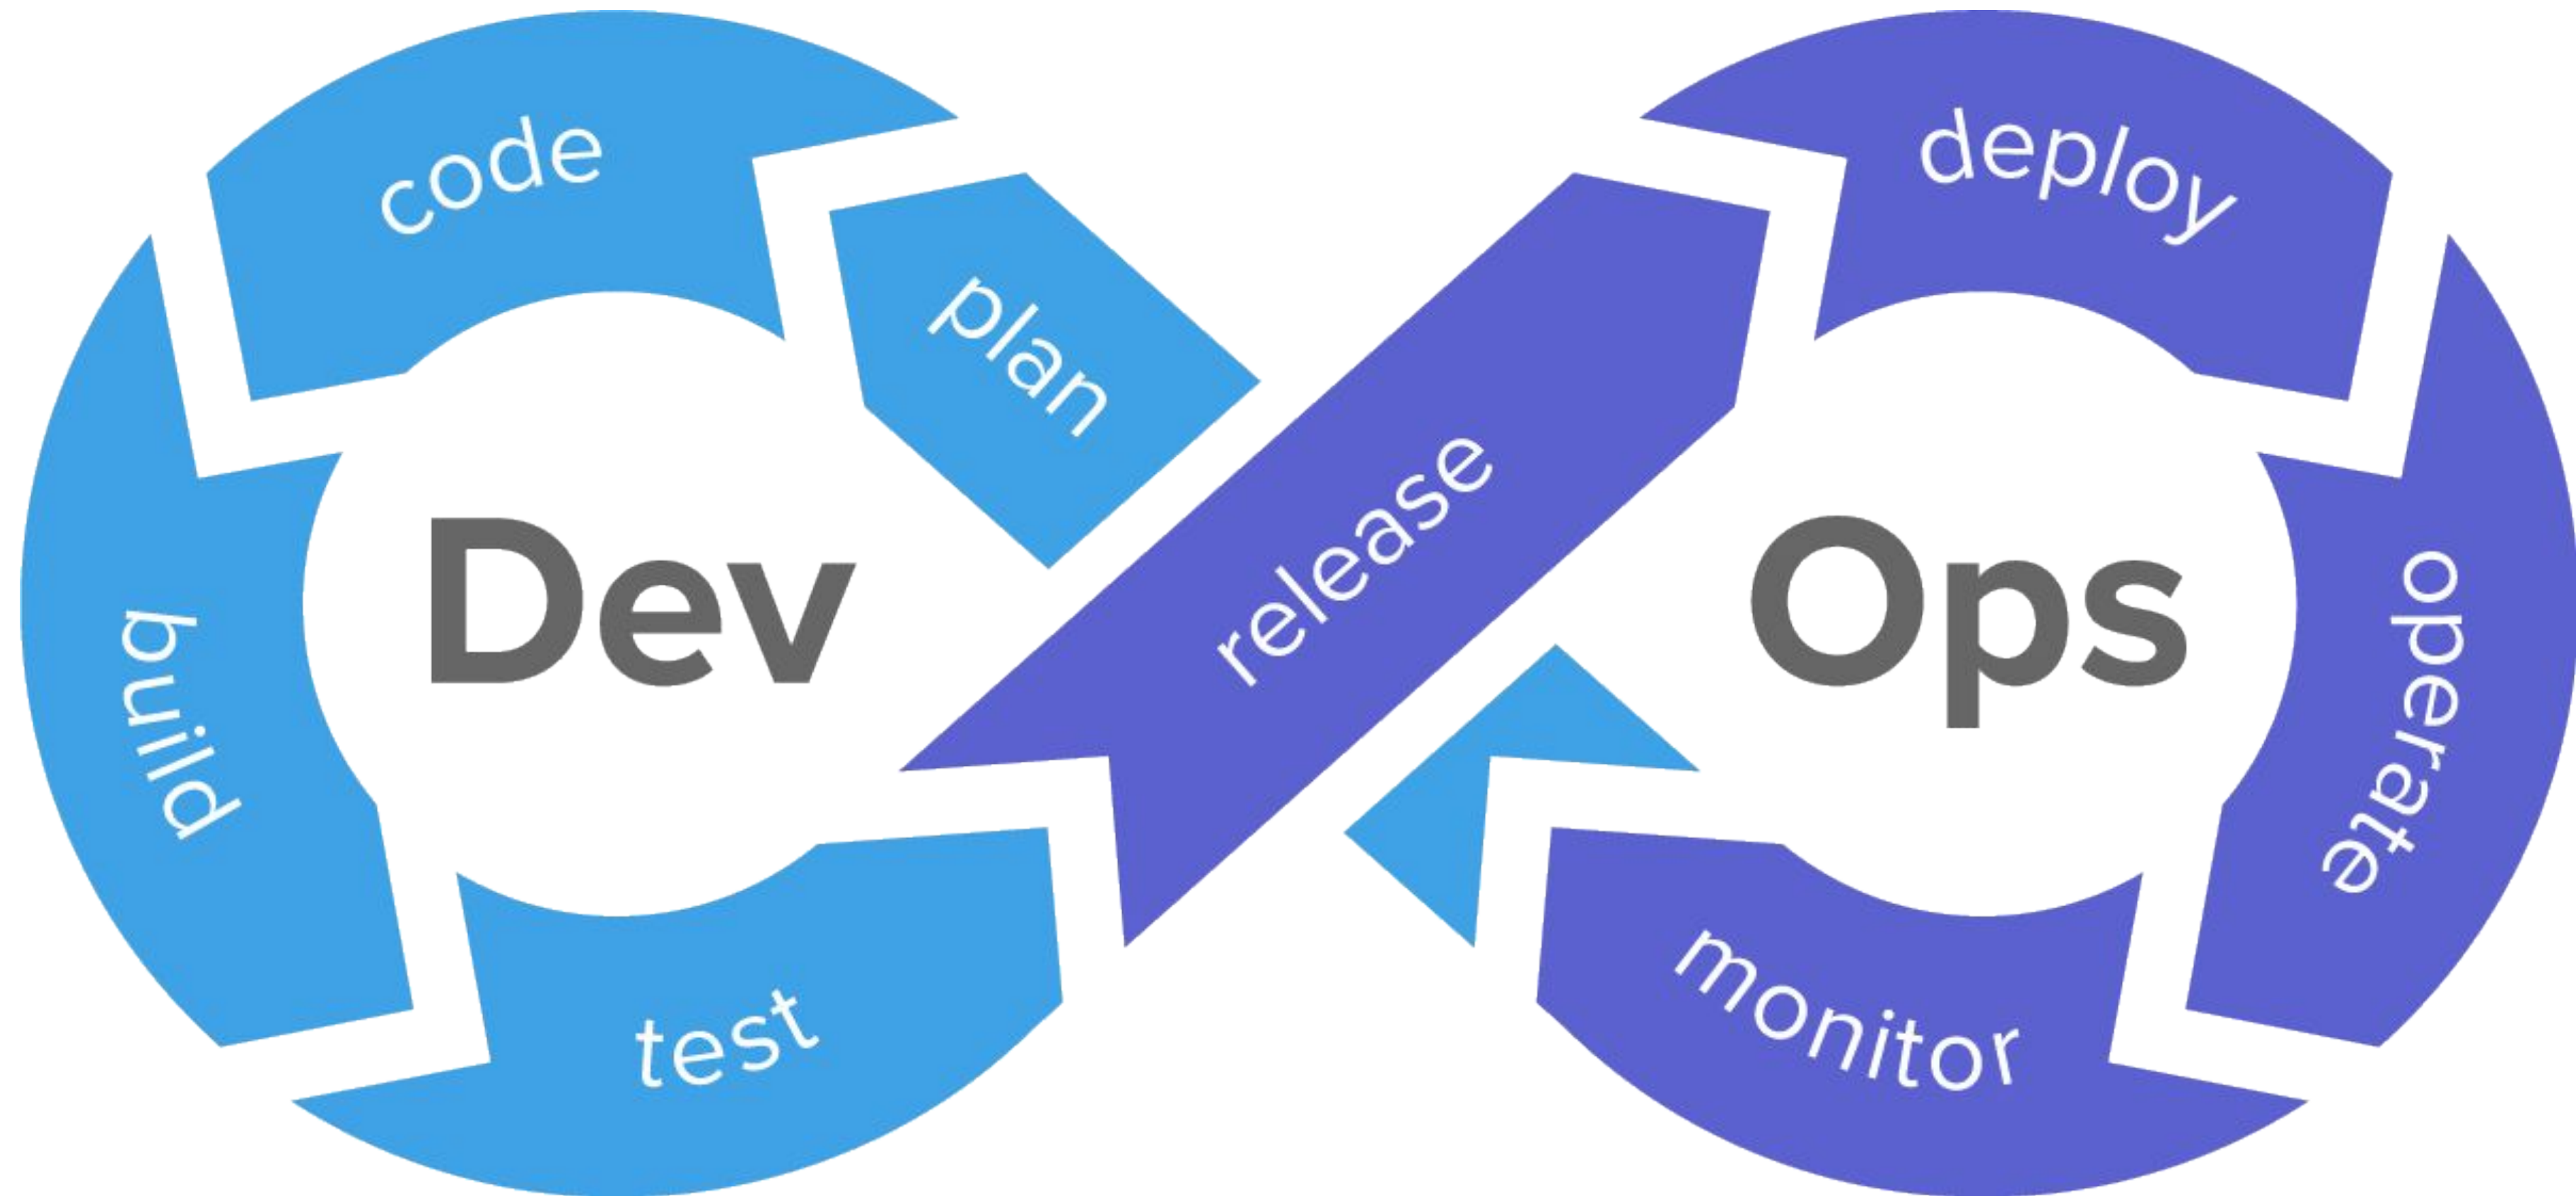 code
plan
build
Dev
test
release
deploy
Ops
operate
monitor